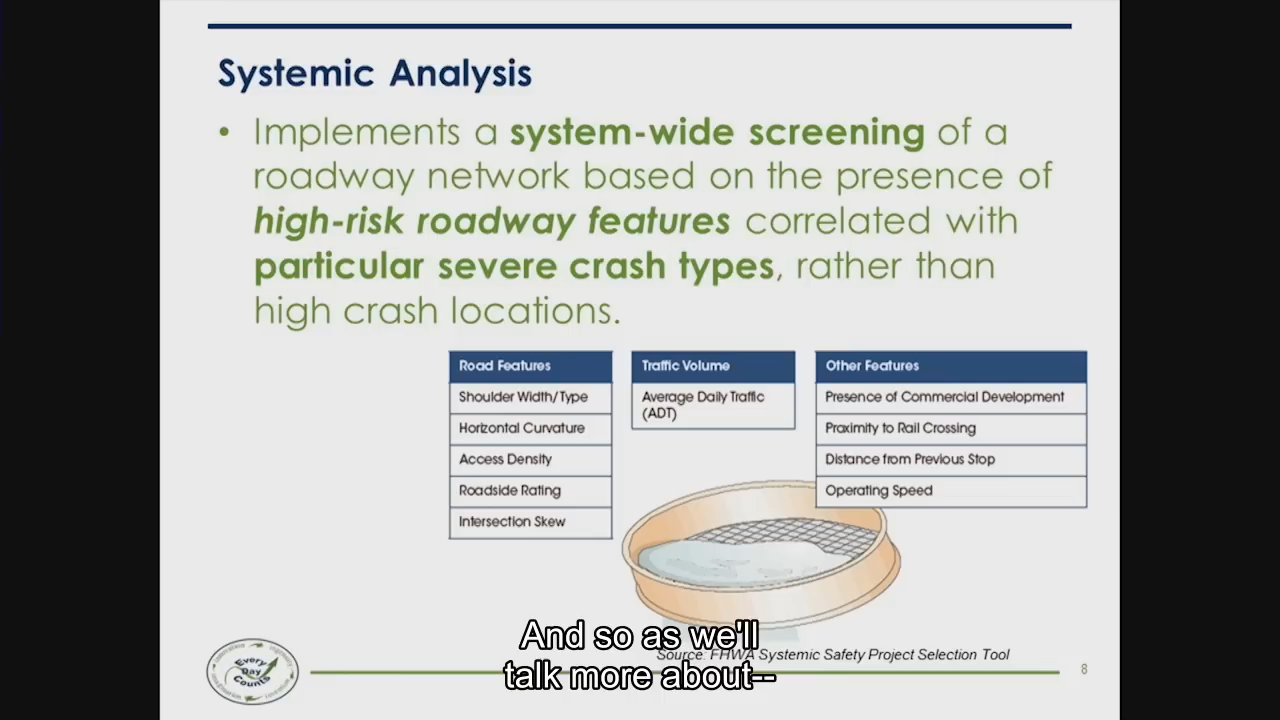 Systemic Analysis
• Implements a system-wide screening of a
roadway network based on the presence of
high-risk roadway features correlated with
particular severe crash types, rather than
high crash locations.
Road Features
Shoulder Width/Type
Horizontal Curvature
Access Density
Roadside Rating
Intersection Skew
Traffic Volume
Average Daily Traffic
(ADT)
Other Features
Presence of Commercial Development
Proximity to Rail Crossing
Distance from Previous Stop
Operating Speed
And so as we'll
Source: FHWA Systemic Safety Project Selection Tool
talk more about--
Every
Day
Counts
8